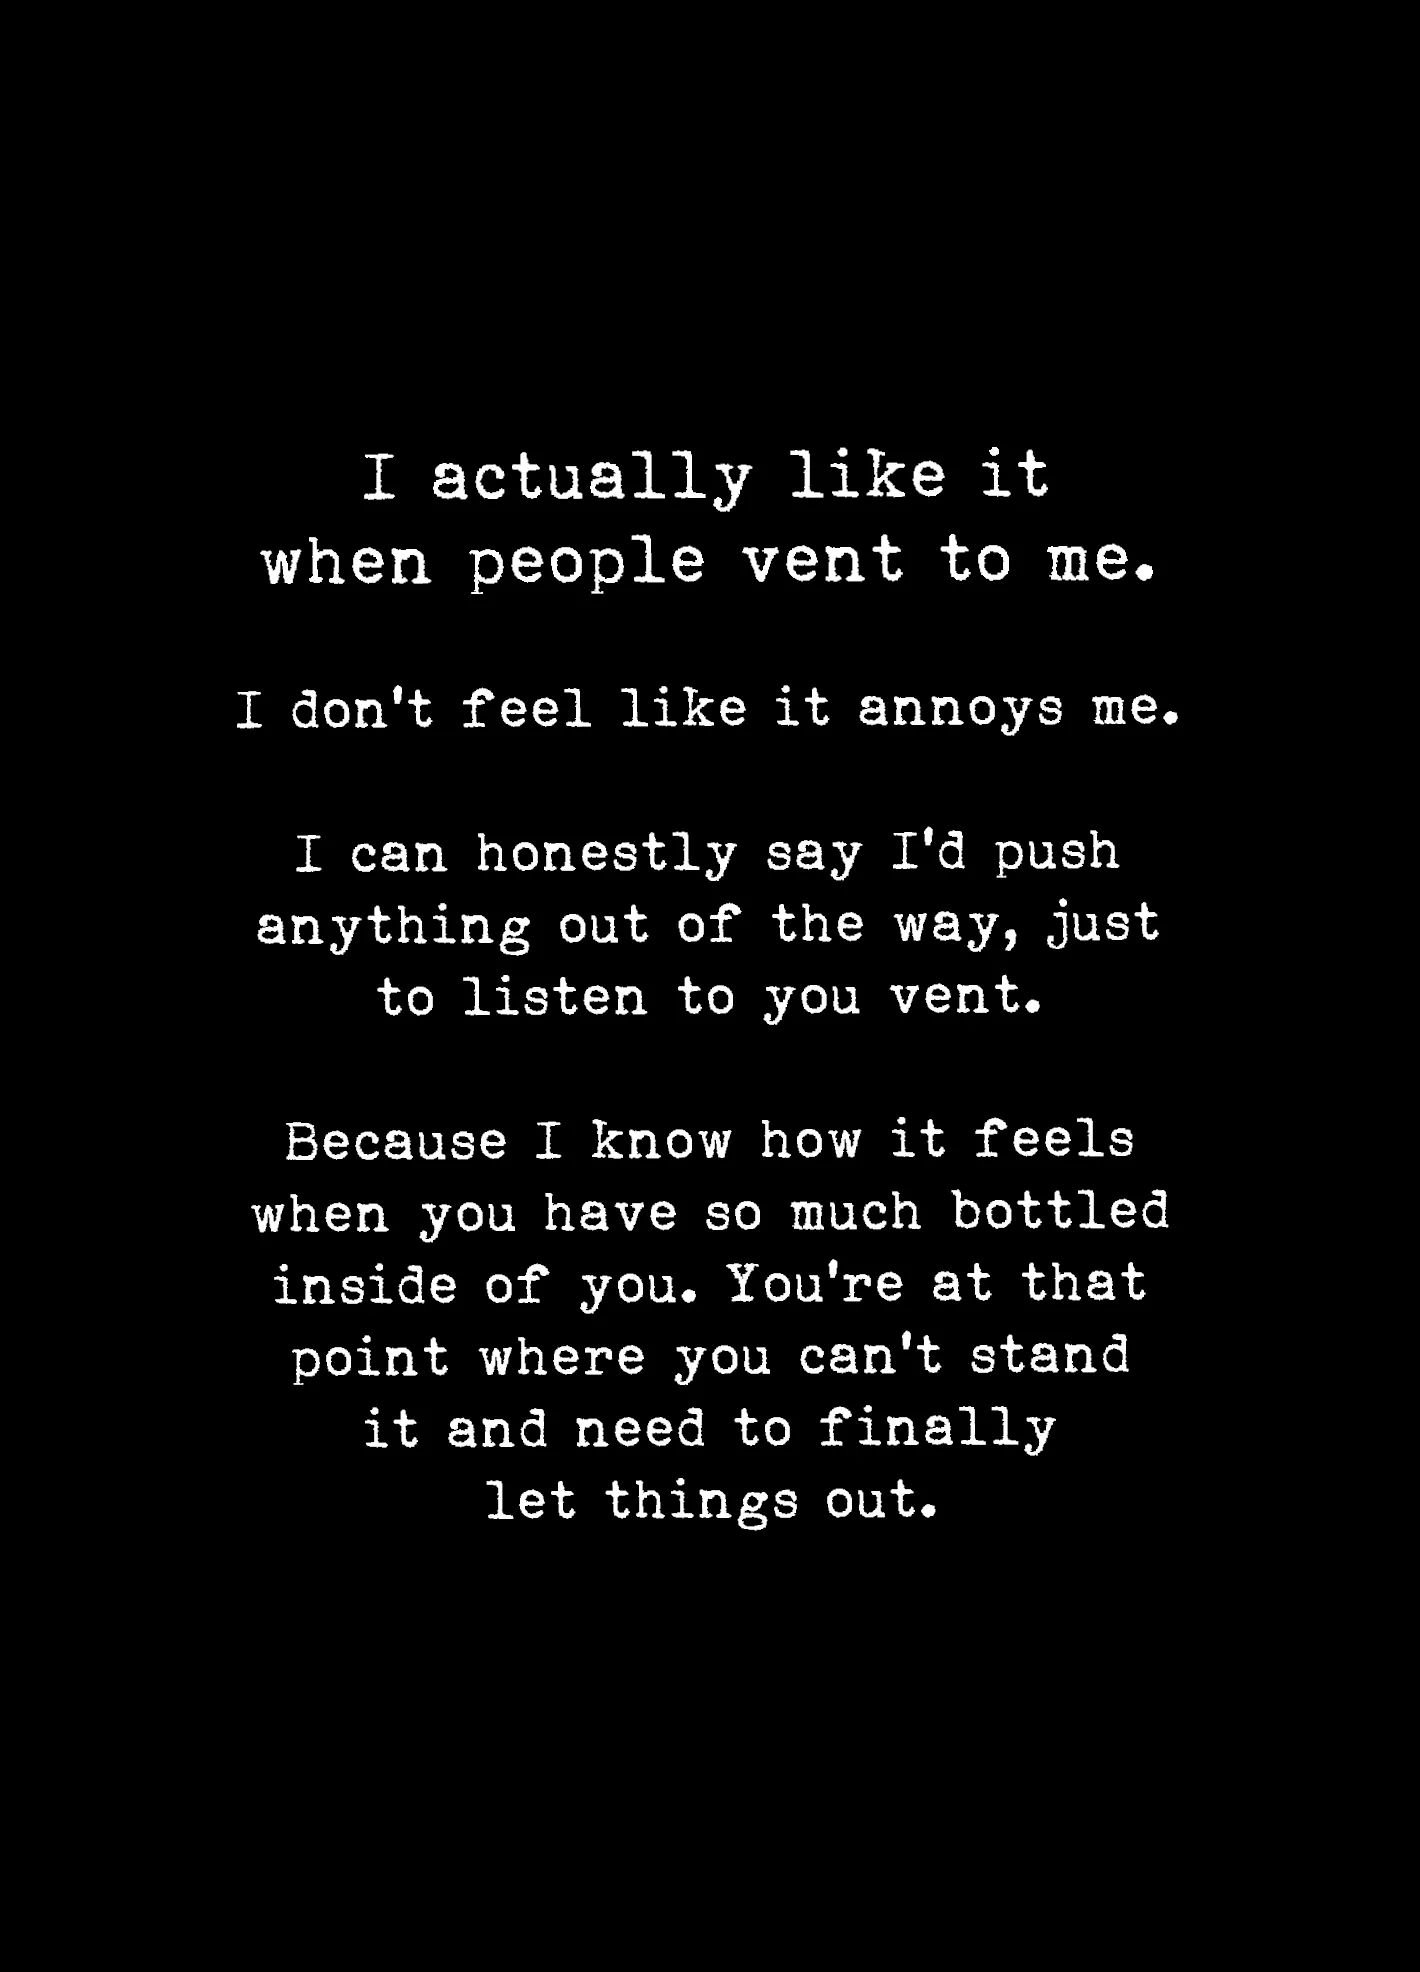 I actually like it
when people vent to me.
I don't feel like it annoys me.
I can honestly say I'd push
anything out of the way, just
to listen to you vent.
Because I know how it feels
when you have so much bottled
inside of you. You're at that
point where you can't stand
it and need to finally
let things out.